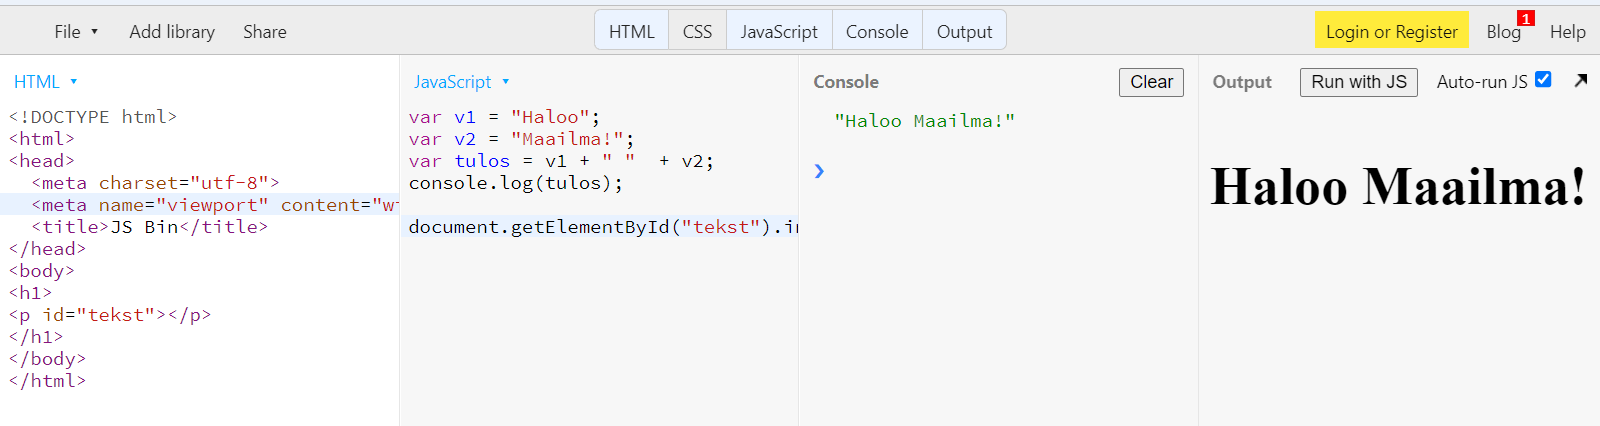 File ▾ Add library Share HTML CSS JavaScript Console Output Login or Register Blog 1 Help
HTML ▾
<!DOCTYPE html>
<html>
<head>
  <meta charset="utf-8">
  <meta name="viewport" content="wi
  <title>JS Bin</title>
</head>
<body>
<h1>
<p id="tekst"></p>
</h1>
</body>
</html>
JavaScript ▾
var v1 = "Haloo";
var v2 = "Maailma!";
var tulos = v1 + " "  + v2;
console.log(tulos);
document.getElementById("tekst").in
Console Clear
"Haloo Maailma!"
Output Run with JS Auto-run JS
Haloo Maailma!